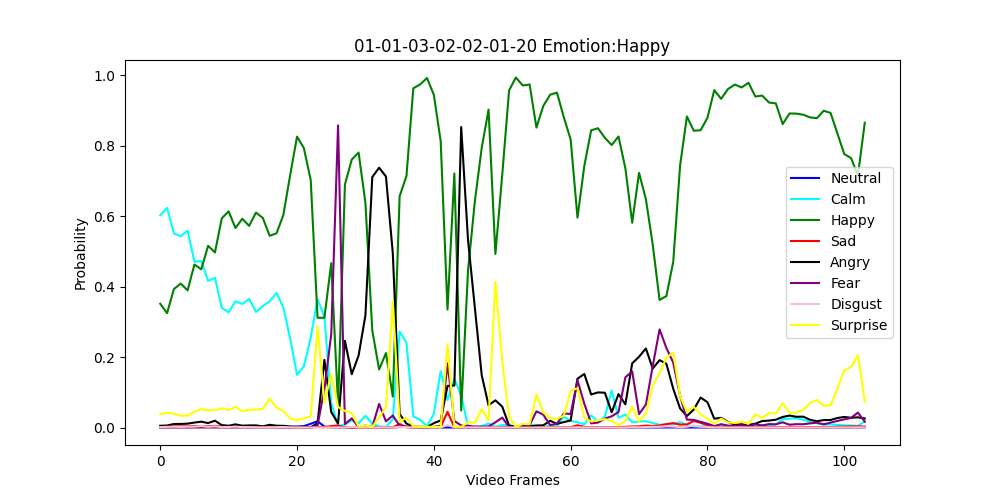 01-01-03-02-02-01-20 Emotion:Happy
Probability
1.0
0.8
0.6
0.4
0.2
0.0
0 20 40 60 80 100
Video Frames
Neutral
Calm
Happy
Sad
Angry
Fear
Disgust
Surprise